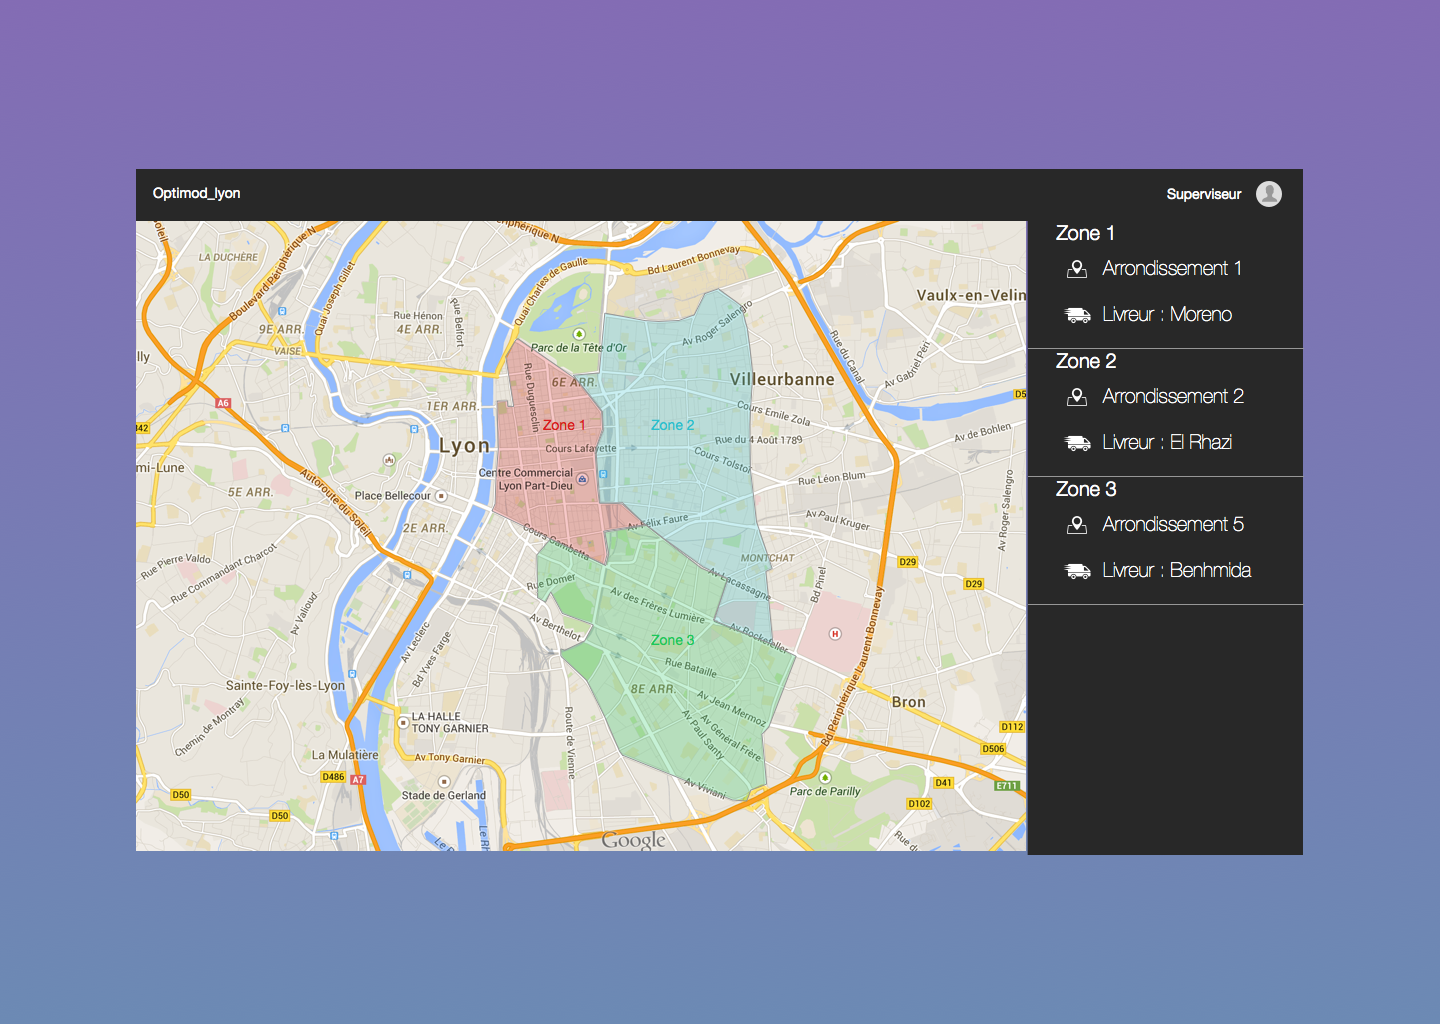 Optimod_lyon
Superviseur
Zone 1
Arrondissement 1
Livreur : Moreno
Zone 2
Arrondissement 2
Livreur : El Rhazi
Zone 3
Arrondissement 5
Livreur : Benhmida
LA DUCHÈRE
Boulevard Périphérique N
Quai Joseph Gillet
Rue Hénon
4E ARR.
9E ARR.
VAISE
Rue Belfort
Quai Charles de Gaulle
Bd Laurent Bonnevay
Vaulx-en-Velin
Parc de la Tête d'Or
Av Roger Salengro
Rue du Canal
Av Gabriel Péri
6E ARR.
Villeurbanne
Rue Duguesclin
A6
1ER ARR.
D5
Cours Emile Zola
Zone 1
Zone 2
Lyon
Cours Lafayette
Rue du 4 Août 1789
Av de Bohlen
Cours Tolstoï
Centre Commercial
Lyon Part-Dieu
Rue Léon Blum
mi-Lune
Autoroute du Soleil
5E ARR.
Place Bellecour
Av Roger Salengro
2E ARR.
Cours Gambetta
Av Félix Faure
Av Paul Kruger
MONTCHAT
D29
Rue Pierre Valdo
Rue Commandant Charcot
Rue Domer
Av Lacassagne
Bd Pinel
D29
Av Valioud
Av des Frères Lumière
Av Berthelot
Av Rockefeller
H
Av Leclerc
Bd Yves Farge
Zone 3
Rue Bataille
Bd Périphérique Laurent Bonnevay
Sainte-Foy-lès-Lyon
8E ARR.
Av Jean Mermoz
Bron
Chemin de Montray
LA HALLE
TONY GARNIER
Route de Vienne
Av Paul Santy
Av Général Frère
D112
D506
La Mulatière
Av Tony Garnier
D486
A7
Av Viviani
Parc de Parilly
D41
E711
D50
Stade de Gerland
D102
D50
Google